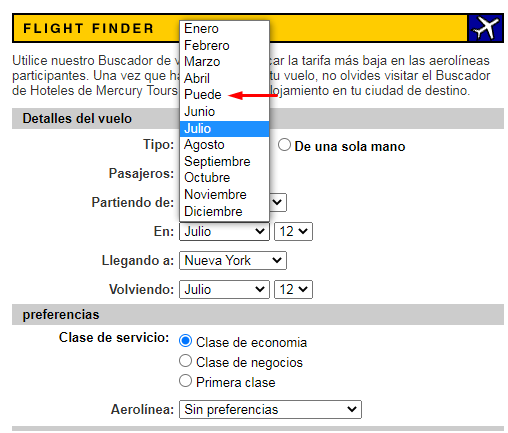 FLIGHT FINDER
Utilice nuestro Buscador de v car la tarifa más baja en las aerolíneas
participantes. Una vez que ha tu vuelo, no olvides visitar el Buscador
de Hoteles de Mercury Tours lojamiento en tu ciudad de destino.
Enero
Febrero
Marzo
Abril
Puede
Junio
Julio
Agosto
Septiembre
Octubre
Noviembre
Diciembre
Detalles del vuelo
Tipo: De una sola mano
Pasajeros:
Partiendo de:
En: Julio 12
Llegando a: Nueva York
Volviendo: Julio 12
preferencias
Clase de servicio: Clase de economia
Clase de negocios
Primera clase
Aerolínea: Sin preferencias